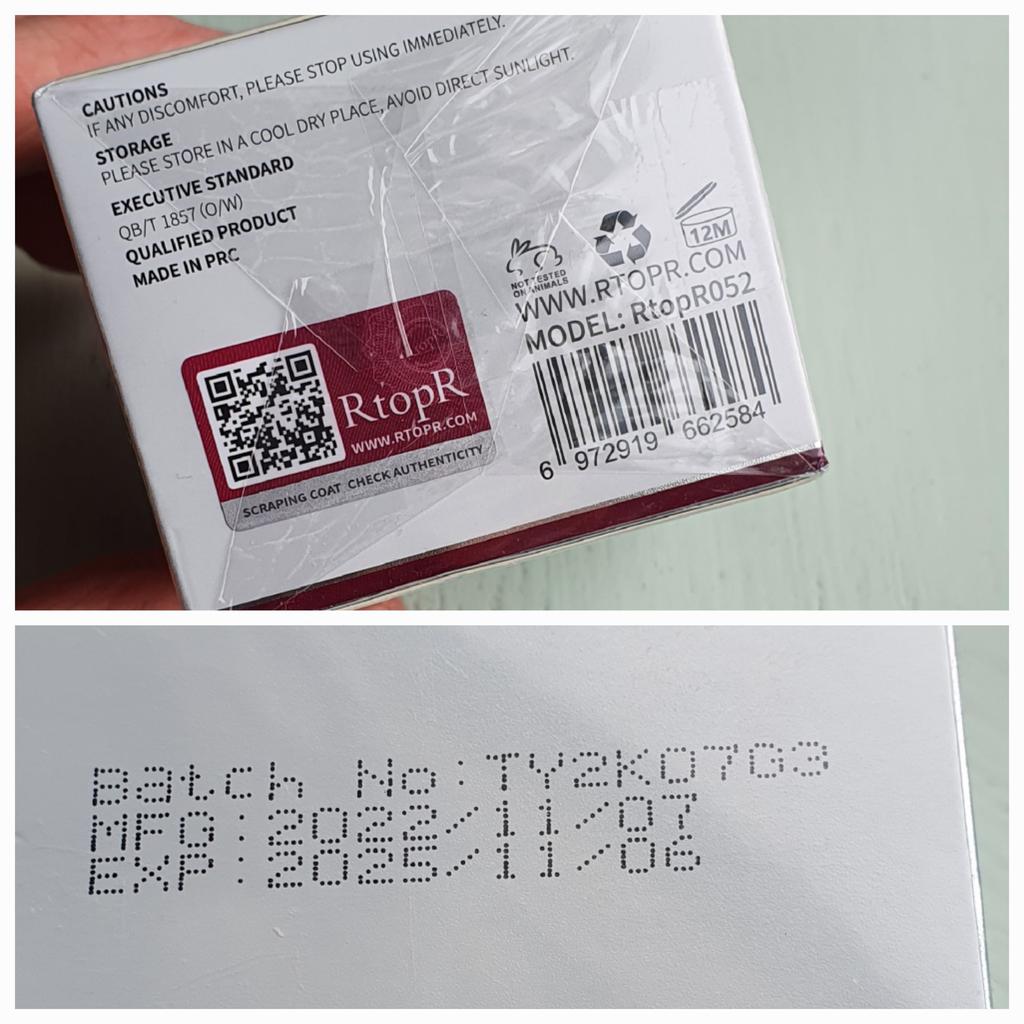 CAUTIONS
IF ANY DISCOMFORT, PLEASE STOP USING IMMEDIATELY.
STORAGE
PLEASE STORE IN A COOL DRY PLACE, AVOID DIRECT SUNLIGHT.
EXECUTIVE STANDARD
QB/T 1857 (O/W)
QUALIFIED PRODUCT
MADE IN PRC
RtopR
WWW.RTOPR.COM
SCRAPING COAT CHECK AUTHENTICITY
NOT TESTED
ON ANIMALS
12M
WWW.RTOPR.COM
MODEL: RtopR052
6 972919 662584
Batch No:TY2K07G3
MFG:2022/11/07
EXP:2025/11/06